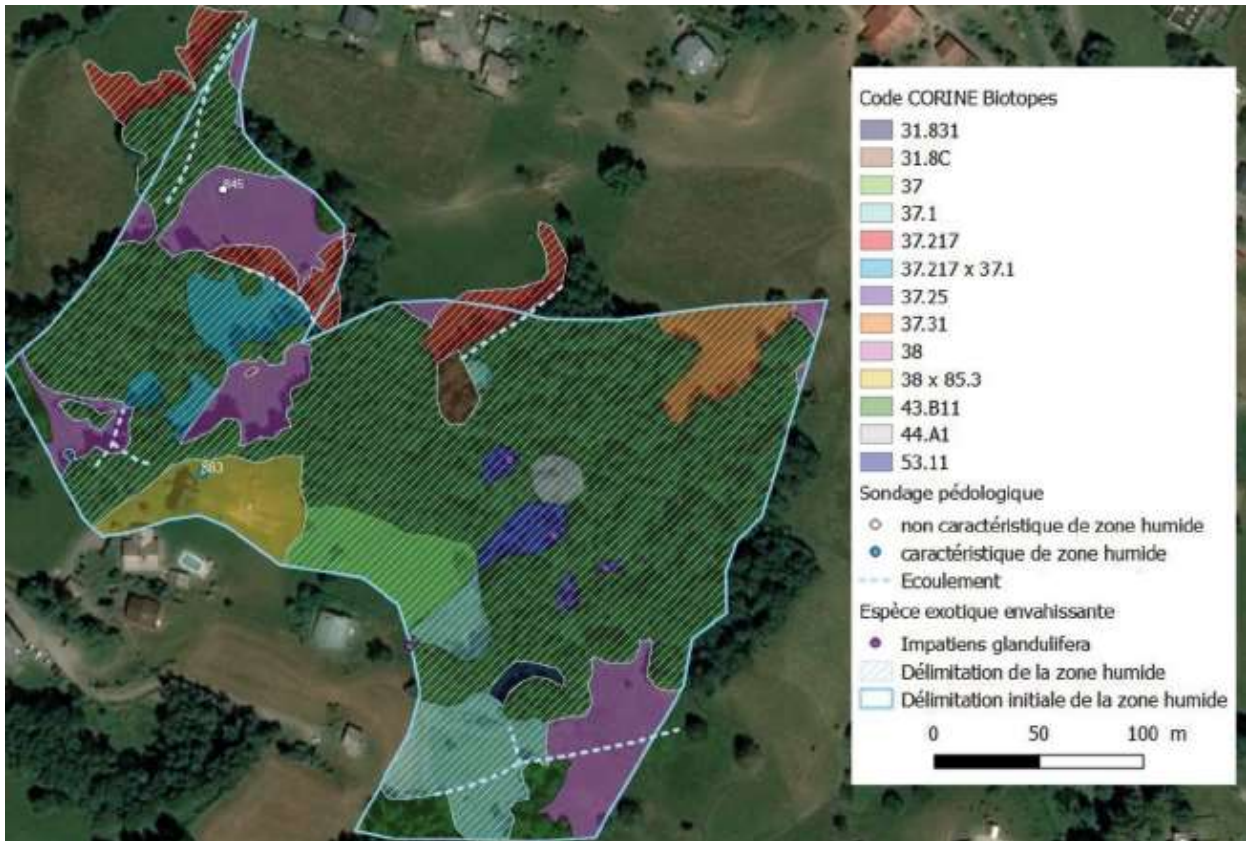 845
883
Code CORINE Biotopes
31.831
31.8C
37
37.1
37.217
37.217 x 37.1
37.25
37.31
38
38 x 85.3
43.B11
44.A1
53.11
Sondage pédologique
non caractéristique de zone humide
caractéristique de zone humide
Ecoulement
Espèce exotique envahissante
Impatiens glandulifera
Délimitation de la zone humide
Délimitation initiale de la zone humide
0 50 100 m